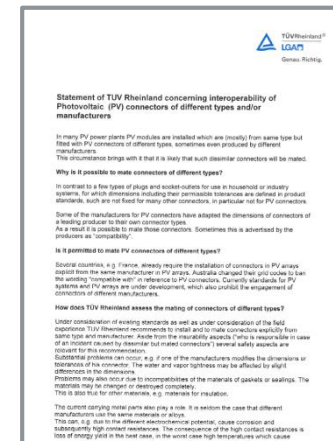 TÜVRheinland®
LGA
Genau. Richtig.
Statement of TUV Rheinland concerning interoperability of
Photovoltaic (PV) connectors of different types and/or
manufacturers
In many PV power plants PV modules are installed which are (mostly) from same type but
fitted with PV connectors of different types, sometimes even produced by different
manufacturers.
This circumstance brings with it that it is likely that such dissimilar connectors will be mated.
Why is it possible to mate connectors of different types?
In contrast to a few types of plugs and socket-outlets for use in household or industry
systems, for which dimensions including their permissible tolerances are defined in product
standards, such are not fixed for many other connectors, in particular not for PV connectors.
Some of the manufacturers for PV connectors have adapted the dimensions of connectors of
a leading producer to their own connector types.
As a result it is possible to mate those connectors. Sometimes this is advertised by the
producers as "compatibility".
Is it permitted to mate PV connectors of different types?
Several countries, e.g. France, already require the installation of connectors in PV arrays
explicit from the same manufacturer in PV arrays. Australia changed their grid codes to ban
the wording "compatible with" in reference to PV connectors. Currently standards for PV
systems and PV arrays are under development, which also prohibit the engagement of
connectors of different manufacturers.
How does TÜV Rheinland assess the mating of connectors of different types?
Under consideration of existing standards as well as under consideration of the field
experience TÜV Rheinland recommends to install and to mate connectors explicitly from
same type and manufacturer. Aside from the insurability aspects ("who is responsible in case
of an incident caused by dissimilar but mated connectors") several safety aspects are
relevant for this recommendation.
Substantial problems can occur, e.g. if one of the manufacturers modifies the dimensions or
tolerances of his connector. The water and vapor tightness may be affected by slight
differences in the dimensions.
Problems may also occur due to incompatibilities of the materials of gaskets or sealings. The
materials may be changed or destroyed completely.
This is also true for other materials, e.g. materials for insulation.
The current carrying metal parts also play a role. It is seldom the case that different
manufacturers use the same materials or alloys.
This can, e.g. due to the different electrochemical potential, cause corrosion and
subsequently high contact resistances. The consequence of the high contact resistances is
loss of energy yield in the best case, in the worst case high temperatures which cause